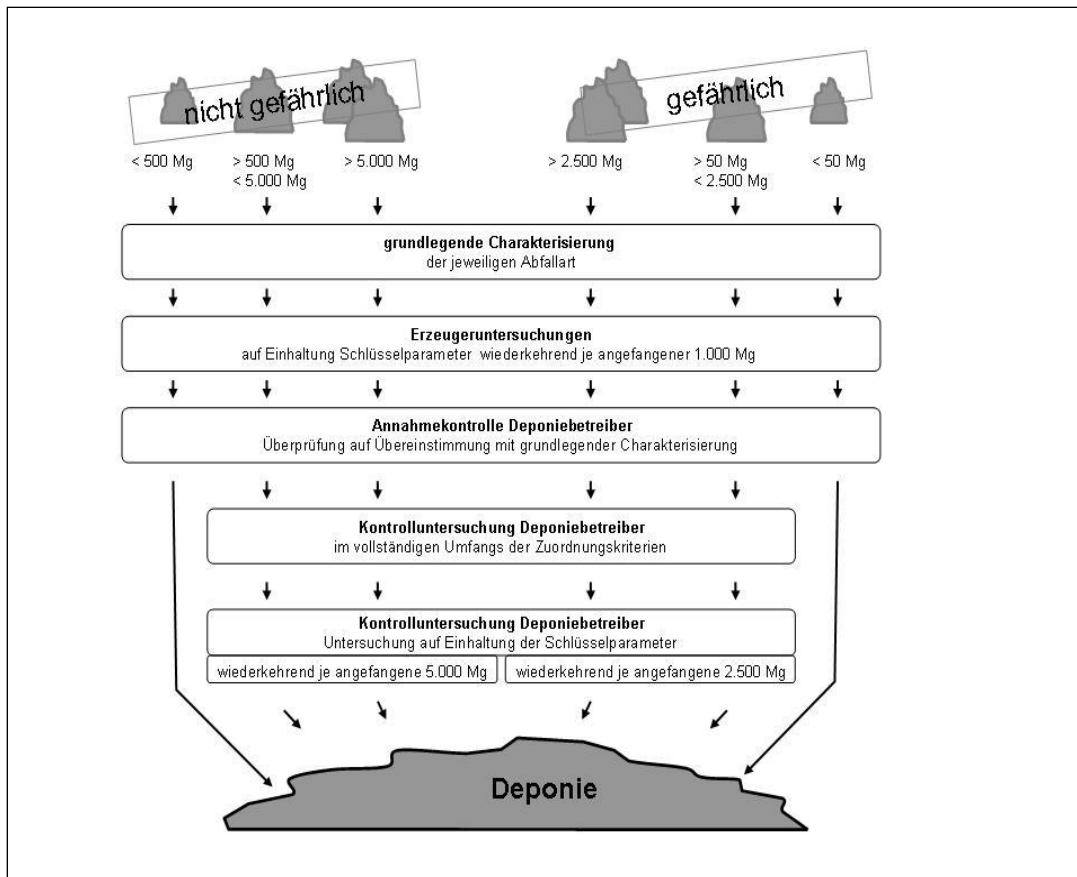 nicht gefährlich
gefährlich
< 500 Mg
> 500 Mg
< 5.000 Mg
> 5.000 Mg
> 2.500 Mg
> 50 Mg
< 2.500 Mg
< 50 Mg
grundlegende Charakterisierung
der jeweiligen Abfallart
Erzeugeruntersuchungen
auf Einhaltung Schlüsselparameter wiederkehrend je angefangener 1.000 Mg
Annahmekontrolle Deponiebetreiber
Überprüfung auf Übereinstimmung mit grundlegender Charakterisierung
Kontrolluntersuchung Deponiebetreiber
im vollständigen Umfangs der Zuordnungskriterien
Kontrolluntersuchung Deponiebetreiber
Untersuchung auf Einhaltung der Schlüsselparameter
wiederkehrend je angefangene 5.000 Mg
wiederkehrend je angefangene 2.500 Mg
Deponie